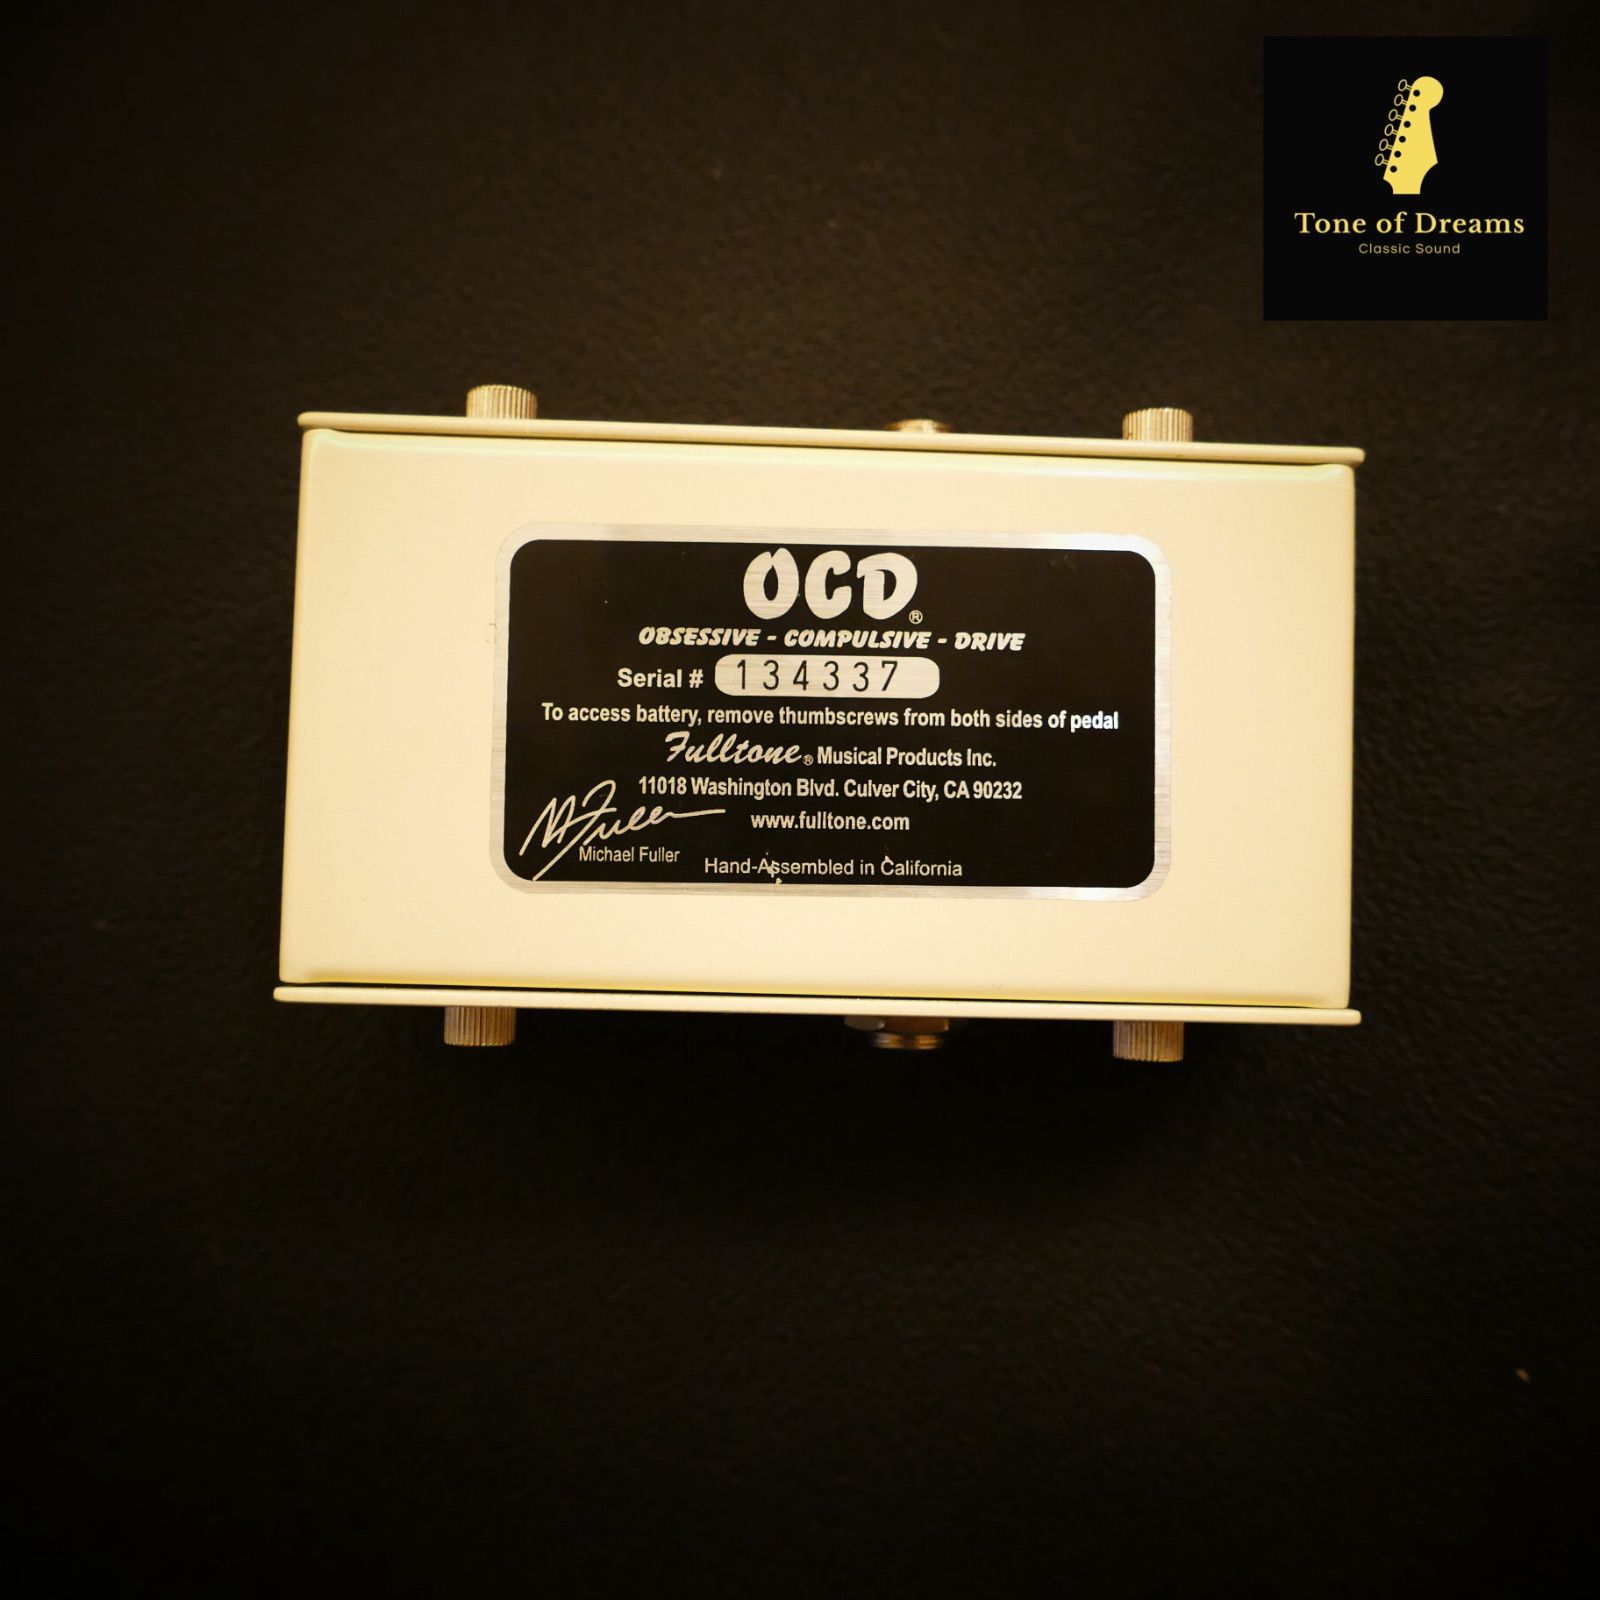 Tone of Dreams
Classic Sound
OCD®
OBSESSIVE - COMPULSIVE - DRIVE
Serial # 134337
To access battery, remove thumbscrews from both sides of pedal
Fulltone® Musical Products Inc.
11018 Washington Blvd. Culver City, CA 90232
www.fulltone.com
M Fuller
Michael Fuller
Hand-Assembled in California